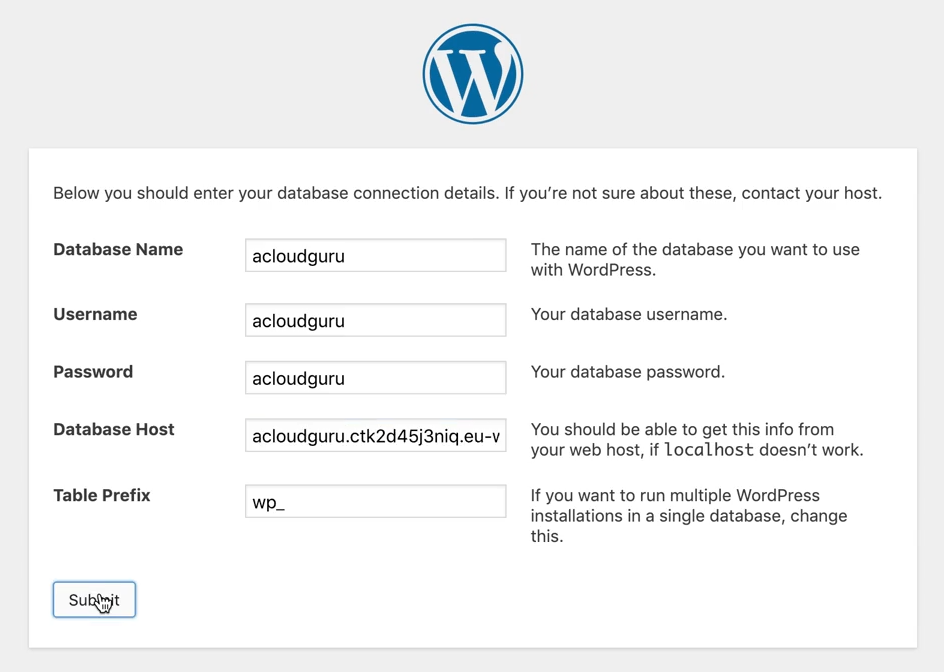 Below you should enter your database connection details. If you’re not sure about these, contact your host.
Database Name
acloudguru
The name of the database you want to use
with WordPress.
Username
acloudguru
Your database username.
Password
acloudguru
Your database password.
Database Host
acloudguru.ctk2d45j3niq.eu-w
You should be able to get this info from
your web host, if localhost doesn’t work.
Table Prefix
wp_
If you want to run multiple WordPress
installations in a single database, change
this.
Submit